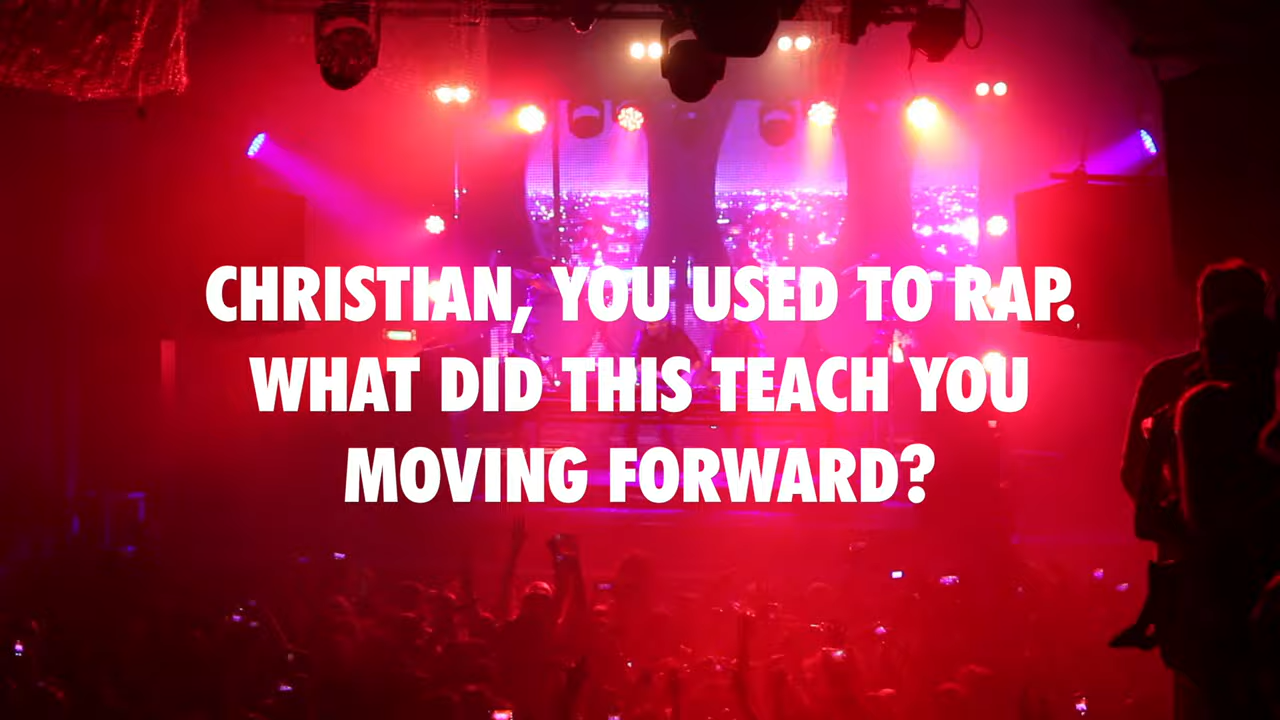 CHRISTIAN, YOU USED TO RAP.
WHAT DID THIS TEACH YOU
MOVING FORWARD?